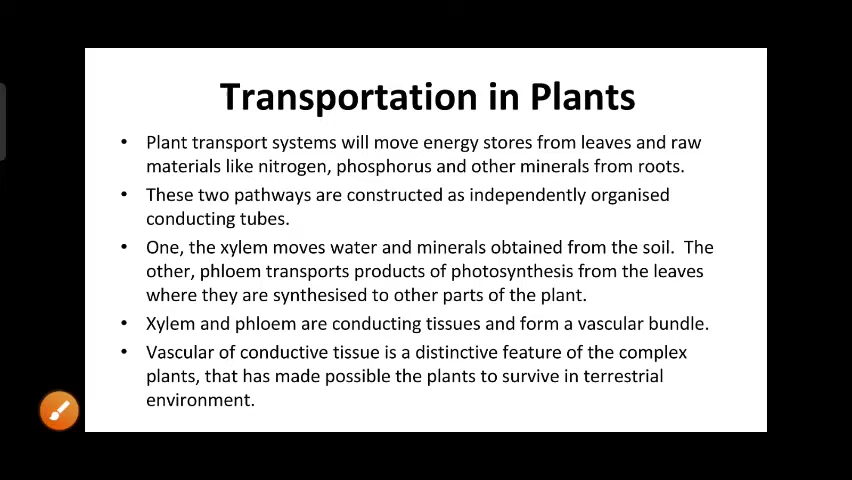 Transportation in Plants
• Plant transport systems will move energy stores from leaves and raw
materials like nitrogen, phosphorus and other minerals from roots.
• These two pathways are constructed as independently organised
conducting tubes.
• One, the xylem moves water and minerals obtained from the soil.  The
other, phloem transports products of photosynthesis from the leaves
where they are synthesised to other parts of the plant.
• Xylem and phloem are conducting tissues and form a vascular bundle.
• Vascular of conductive tissue is a distinctive feature of the complex
plants, that has made possible the plants to survive in terrestrial
environment.